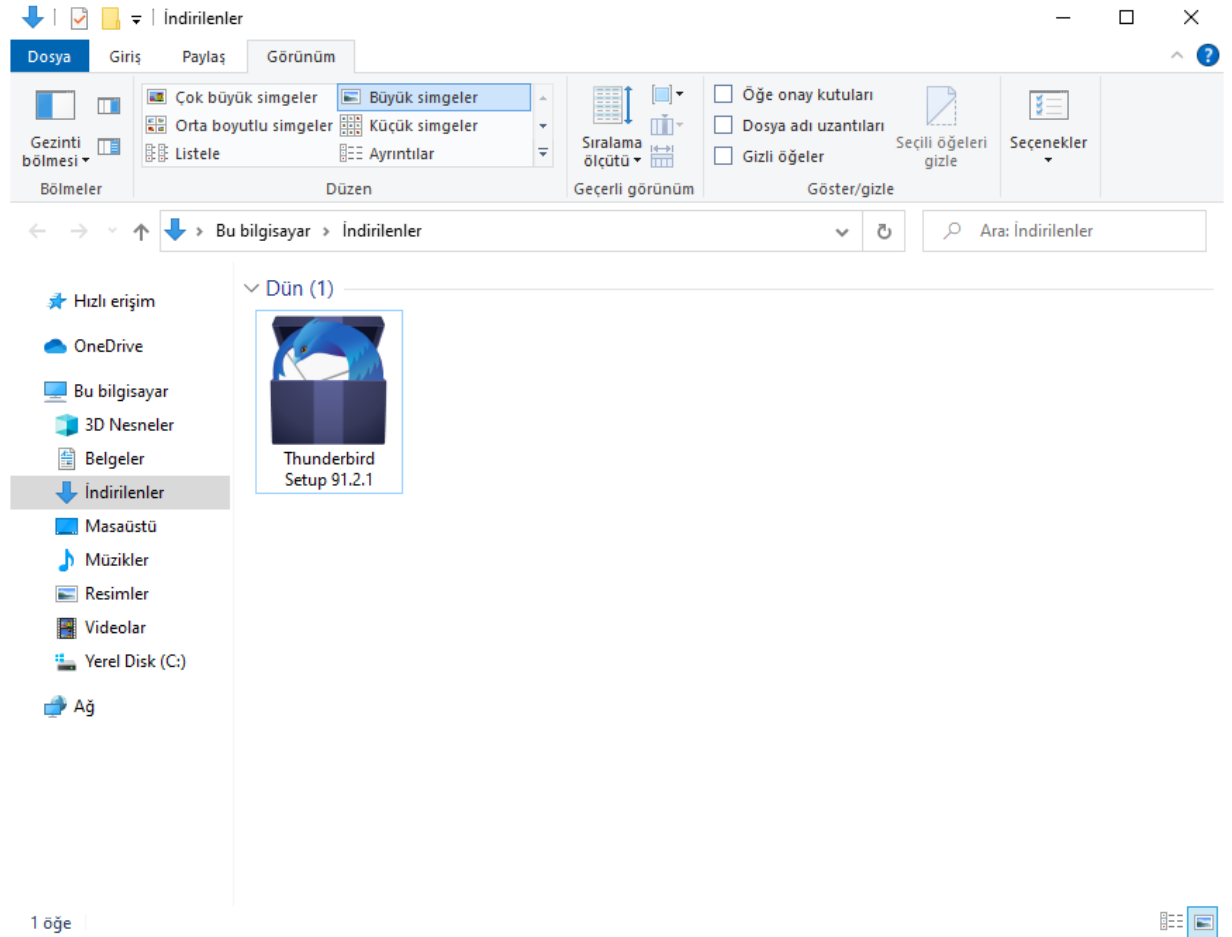 İndirilenler
Dosya Giriş Paylaş Görünüm
Çok büyük simgeler Büyük simgeler
Orta boyutlu simgeler Küçük simgeler
Listele Ayrıntılar
Gezinti
bölmesi
Sıralama
ölçütü
Öğe onay kutuları
Dosya adı uzantıları
Gizli öğeler
Seçili öğeleri
gizle
Seçenekler
Bölmeler Düzen Geçerli görünüm Göster/gizle
Bu bilgisayar › İndirilenler
Ara: İndirilenler
Hızlı erişim
OneDrive
Bu bilgisayar
3D Nesneler
Belgeler
İndirilenler
Masaüstü
Müzikler
Resimler
Videolar
Yerel Disk (C:)
Ağ
Dün (1)
Thunderbird
Setup 91.2.1
1 öğe